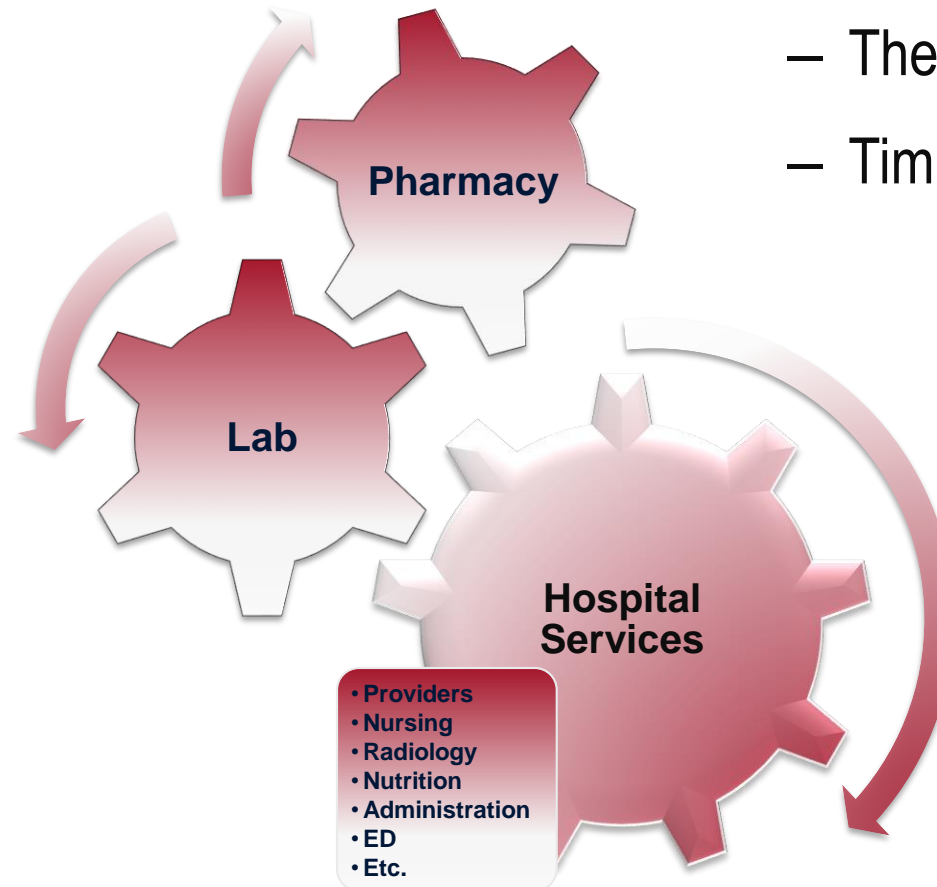 – The
– Tim
Pharmacy
Lab
Hospital
Services
• Providers
• Nursing
• Radiology
• Nutrition
• Administration
• ED
• Etc.